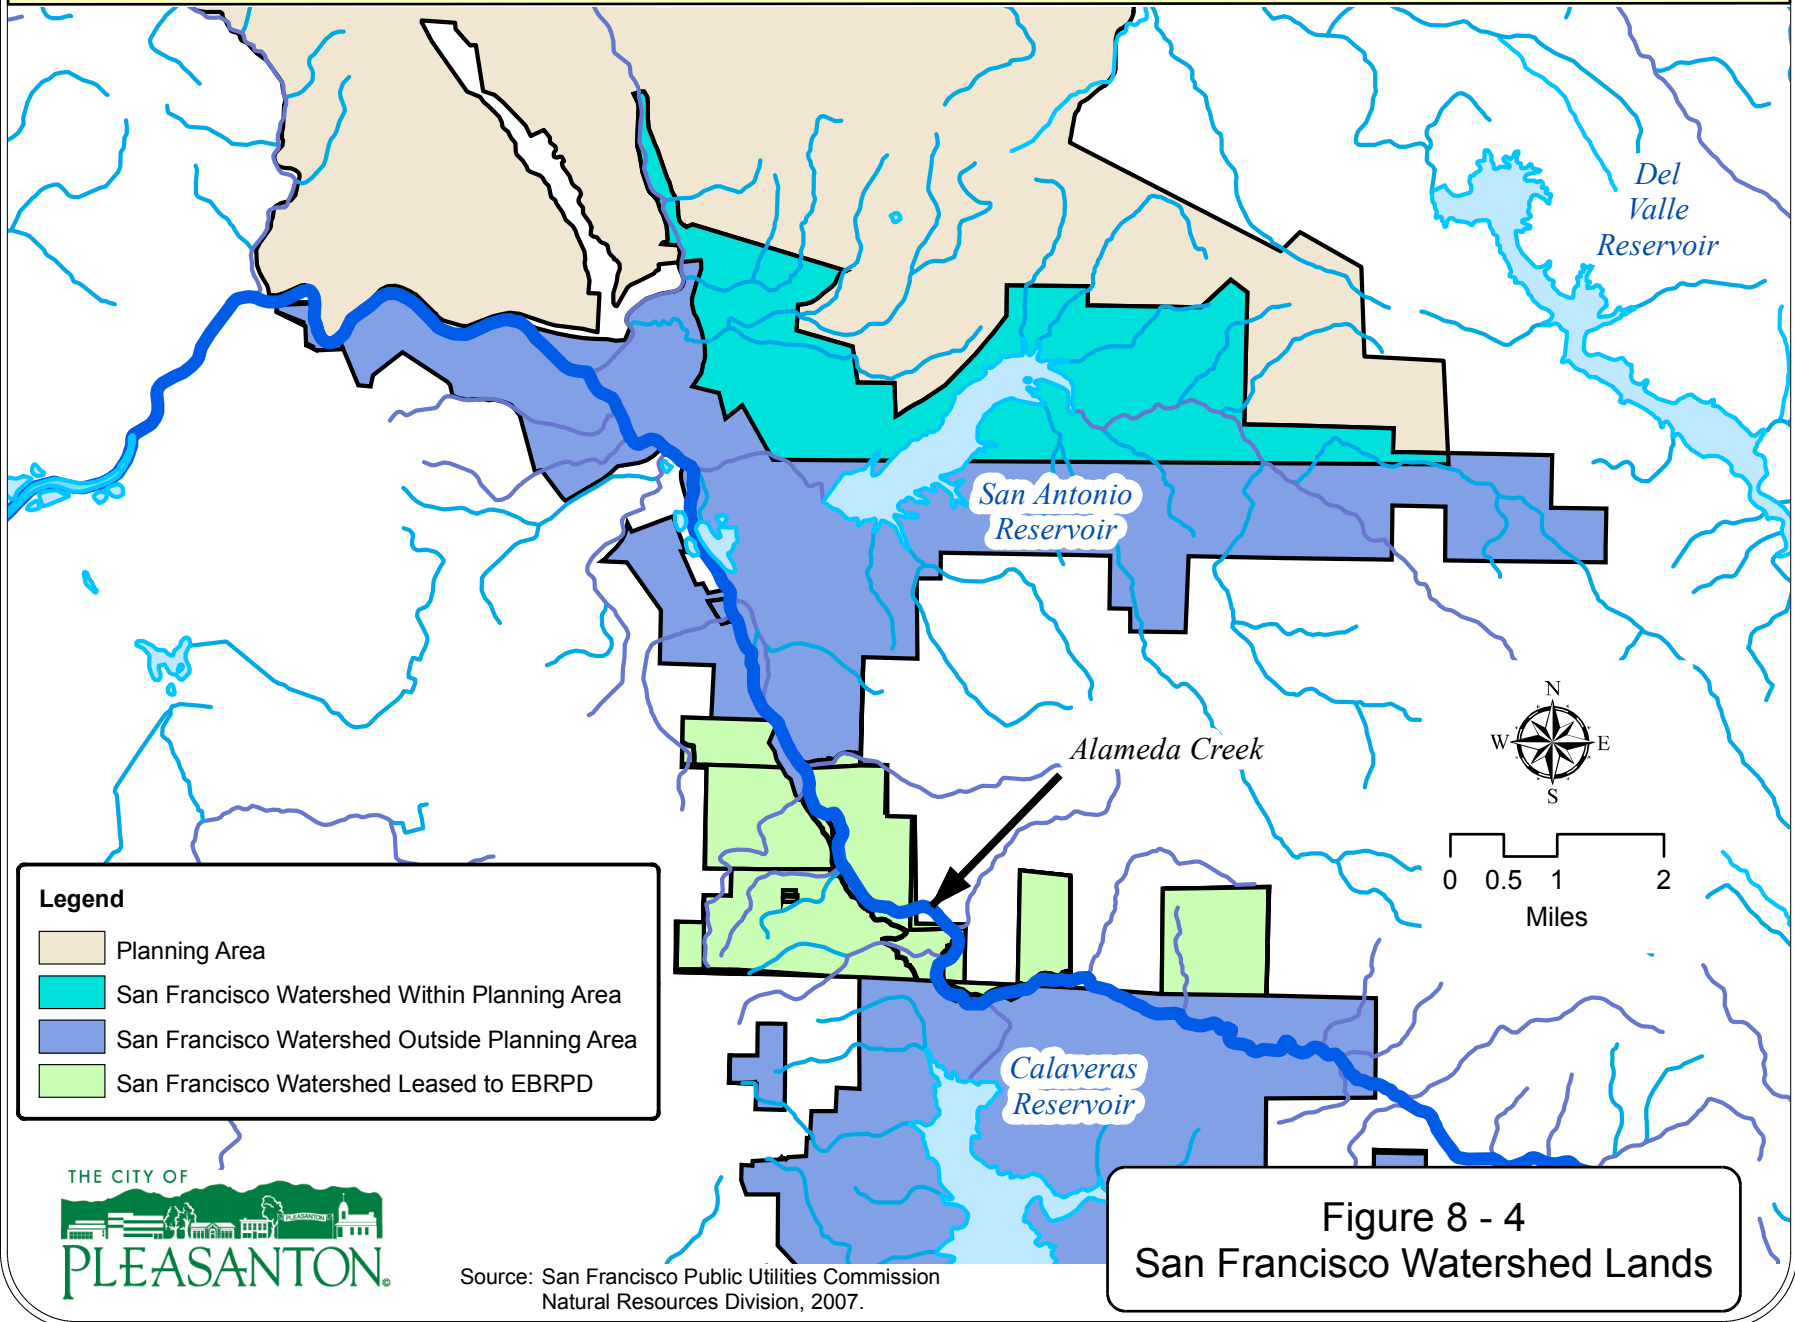 Del
Valle
Reservoir
San Antonio
Reservoir
N
W E
S
Alameda Creek
0 0.5 1 2
Miles
Legend
Planning Area
San Francisco Watershed Within Planning Area
San Francisco Watershed Outside Planning Area
San Francisco Watershed Leased to EBRPD
Calaveras
Reservoir
THE CITY OF
PLEASANTON
PLEASANTON©
Source: San Francisco Public Utilities Commission
Natural Resources Division, 2007.
Figure 8 - 4
San Francisco Watershed Lands